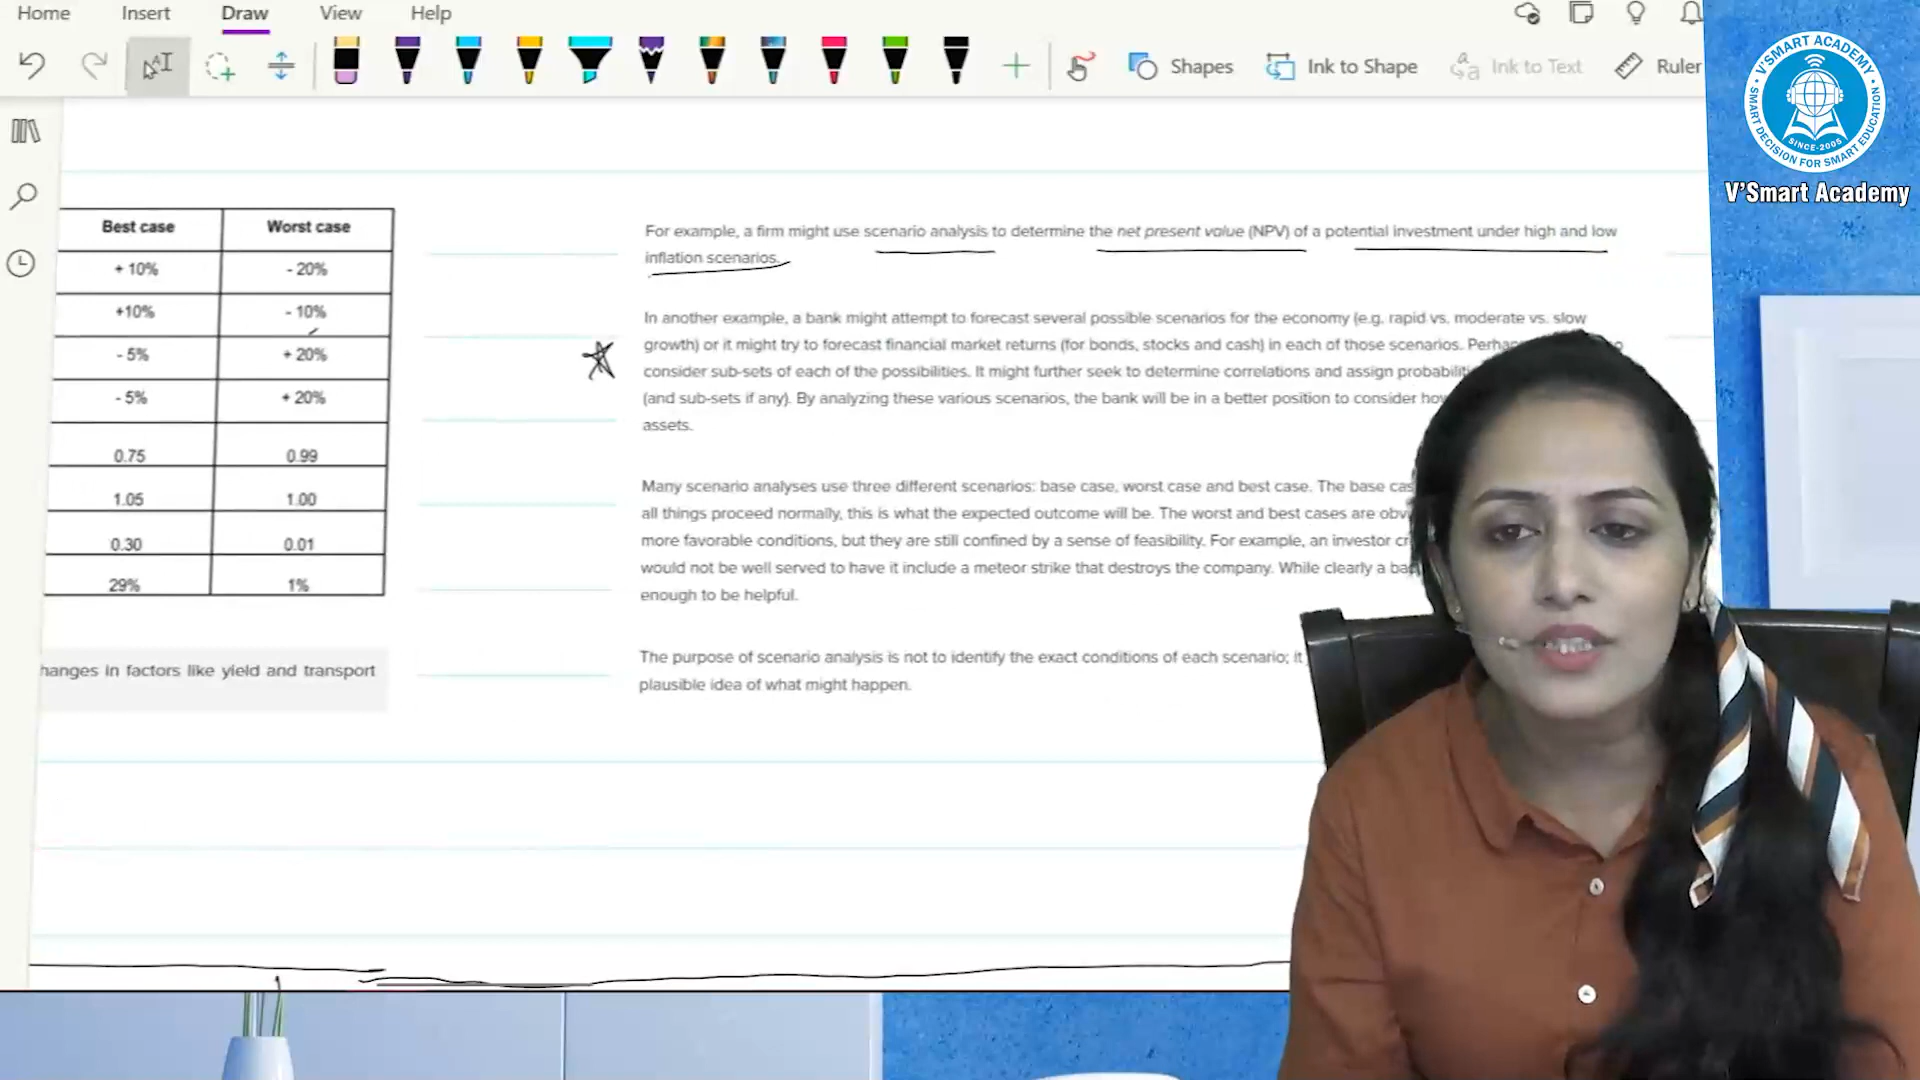 Home Insert Draw View Help
Shapes Ink to Shape Ink to Text Ruler
V'SMART ACADEMY
SMART DECISION FOR SMART EDUCATION
SINCE-2005
V'Smart Academy
Best case Worst case
+ 10% - 20%
+10% - 10%
- 5% + 20%
- 5% + 20%
0.75 0.99
1.05 1.00
0.30 0.01
29% 1%
hanges in factors like yield and transport
For example, a firm might use scenario analysis to determine the net present value (NPV) of a potential investment under high and low
inflation scenarios.
In another example, a bank might attempt to forecast several possible scenarios for the economy (e.g. rapid vs. moderate vs. slow
growth) or it might try to forecast financial market returns (for bonds, stocks and cash) in each of those scenarios.
consider sub-sets of each of the possibilities. It might further seek to determine correlations and assign
(and sub-sets if any). By analyzing these various scenarios, the bank will be in a better position to consider
assets.
Many scenario analyses use three different scenarios: base case, worst case and best case. The base
all things proceed normally, this is what the expected outcome will be. The worst and best cases are
more favorable conditions, but they are still confined by a sense of feasibility. For example, an investor
would not be well served to have it include a meteor strike that destroys the company. While clearly a
enough to be helpful.
The purpose of scenario analysis is not to identify the exact conditions of each scenario; it
plausible idea of what might happen.